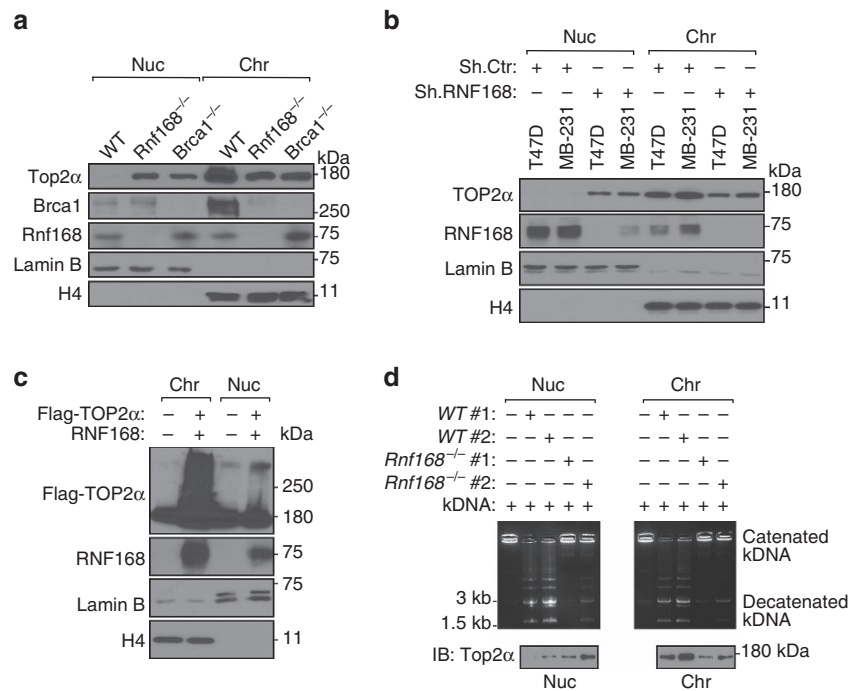 a
Nuc Chr
WT Rnf168−/− Brca1−/− WT Rnf168−/− Brca1−/−
kDa
Top2α 180
Brca1 250
Rnf168 75
Lamin B 75
H4 11
b
Nuc Chr
Sh.Ctr: + + − − + + − −
Sh.RNF168: − − + + − − + +
T47D MB-231 T47D MB-231 T47D MB-231 T47D MB-231
kDa
TOP2α 180
RNF168 75
Lamin B 75
H4 11
c
Chr Nuc
Flag-TOP2α: − + − +
RNF168: − + − + kDa
Flag-TOP2α 250
180
RNF168 75
Lamin B 75
H4 11
d
Nuc Chr
WT #1: − + − − − − + − − −
WT #2: − − + − − − − + − −
Rnf168−/− #1: − − − + − − − − + −
Rnf168−/− #2: − − − − + − − − − +
kDNA: + + + + + + + + + +
Catenated
kDNA
3 kb
1.5 kb
Decatenated
kDNA
IB: Top2α 180 kDa
Nuc Chr